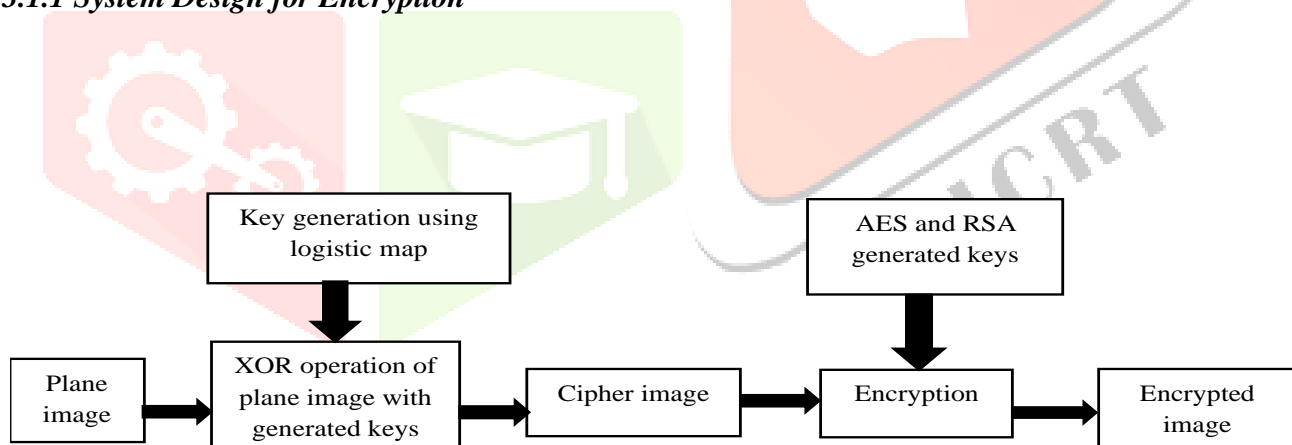 3.1.1 System Design for Encryption
Key generation using
logistic map
AES and RSA
generated keys
Plane
image
XOR operation of
plane image with
generated keys
Cipher image
Encryption
Encrypted
image